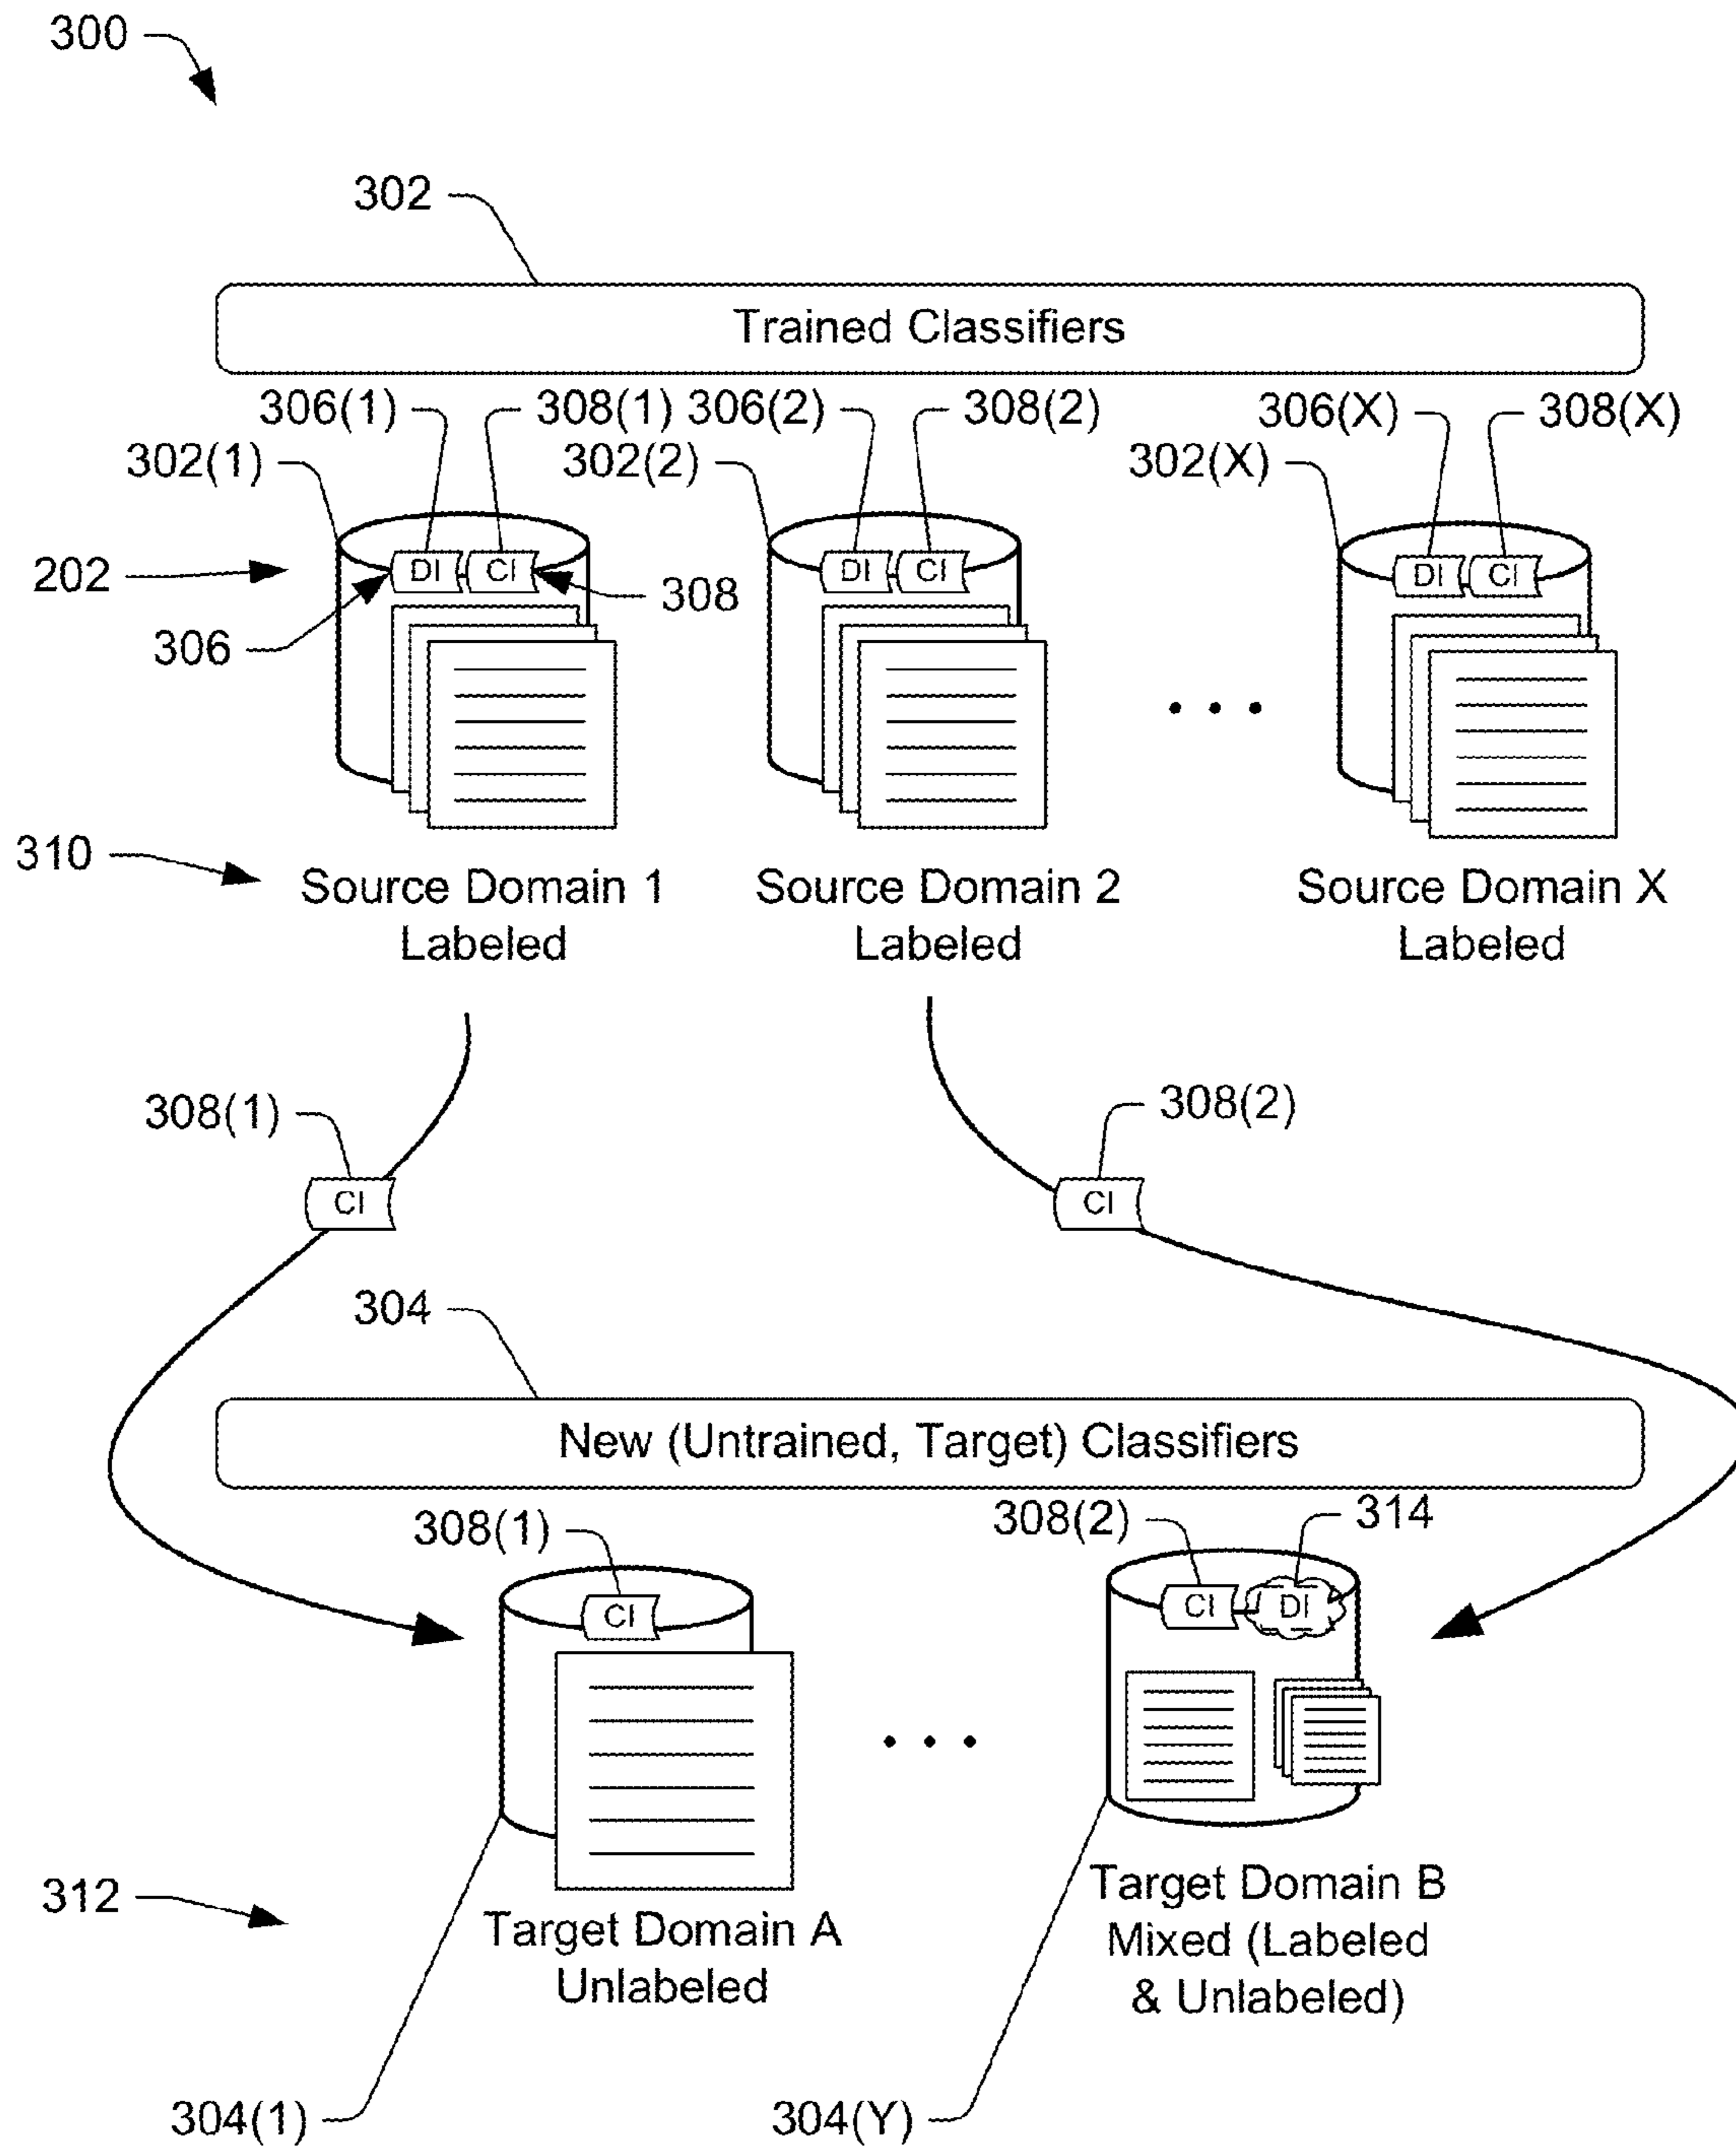 300
302
Trained Classifiers
306(1) 308(1) 306(2) 308(2) 306(X) 308(X)
302(1) 302(2) 302(X)
DI CI DI CI DI CI
202
308
306
310
Source Domain 1
Labeled
Source Domain 2
Labeled
Source Domain X
Labeled
308(1) 308(2)
CI CI
304
New (Untrained, Target) Classifiers
308(1) 308(2) 314
CI CI DI
312
Target Domain A
Unlabeled
Target Domain B
Mixed (Labeled
& Unlabeled)
304(1) 304(Y)